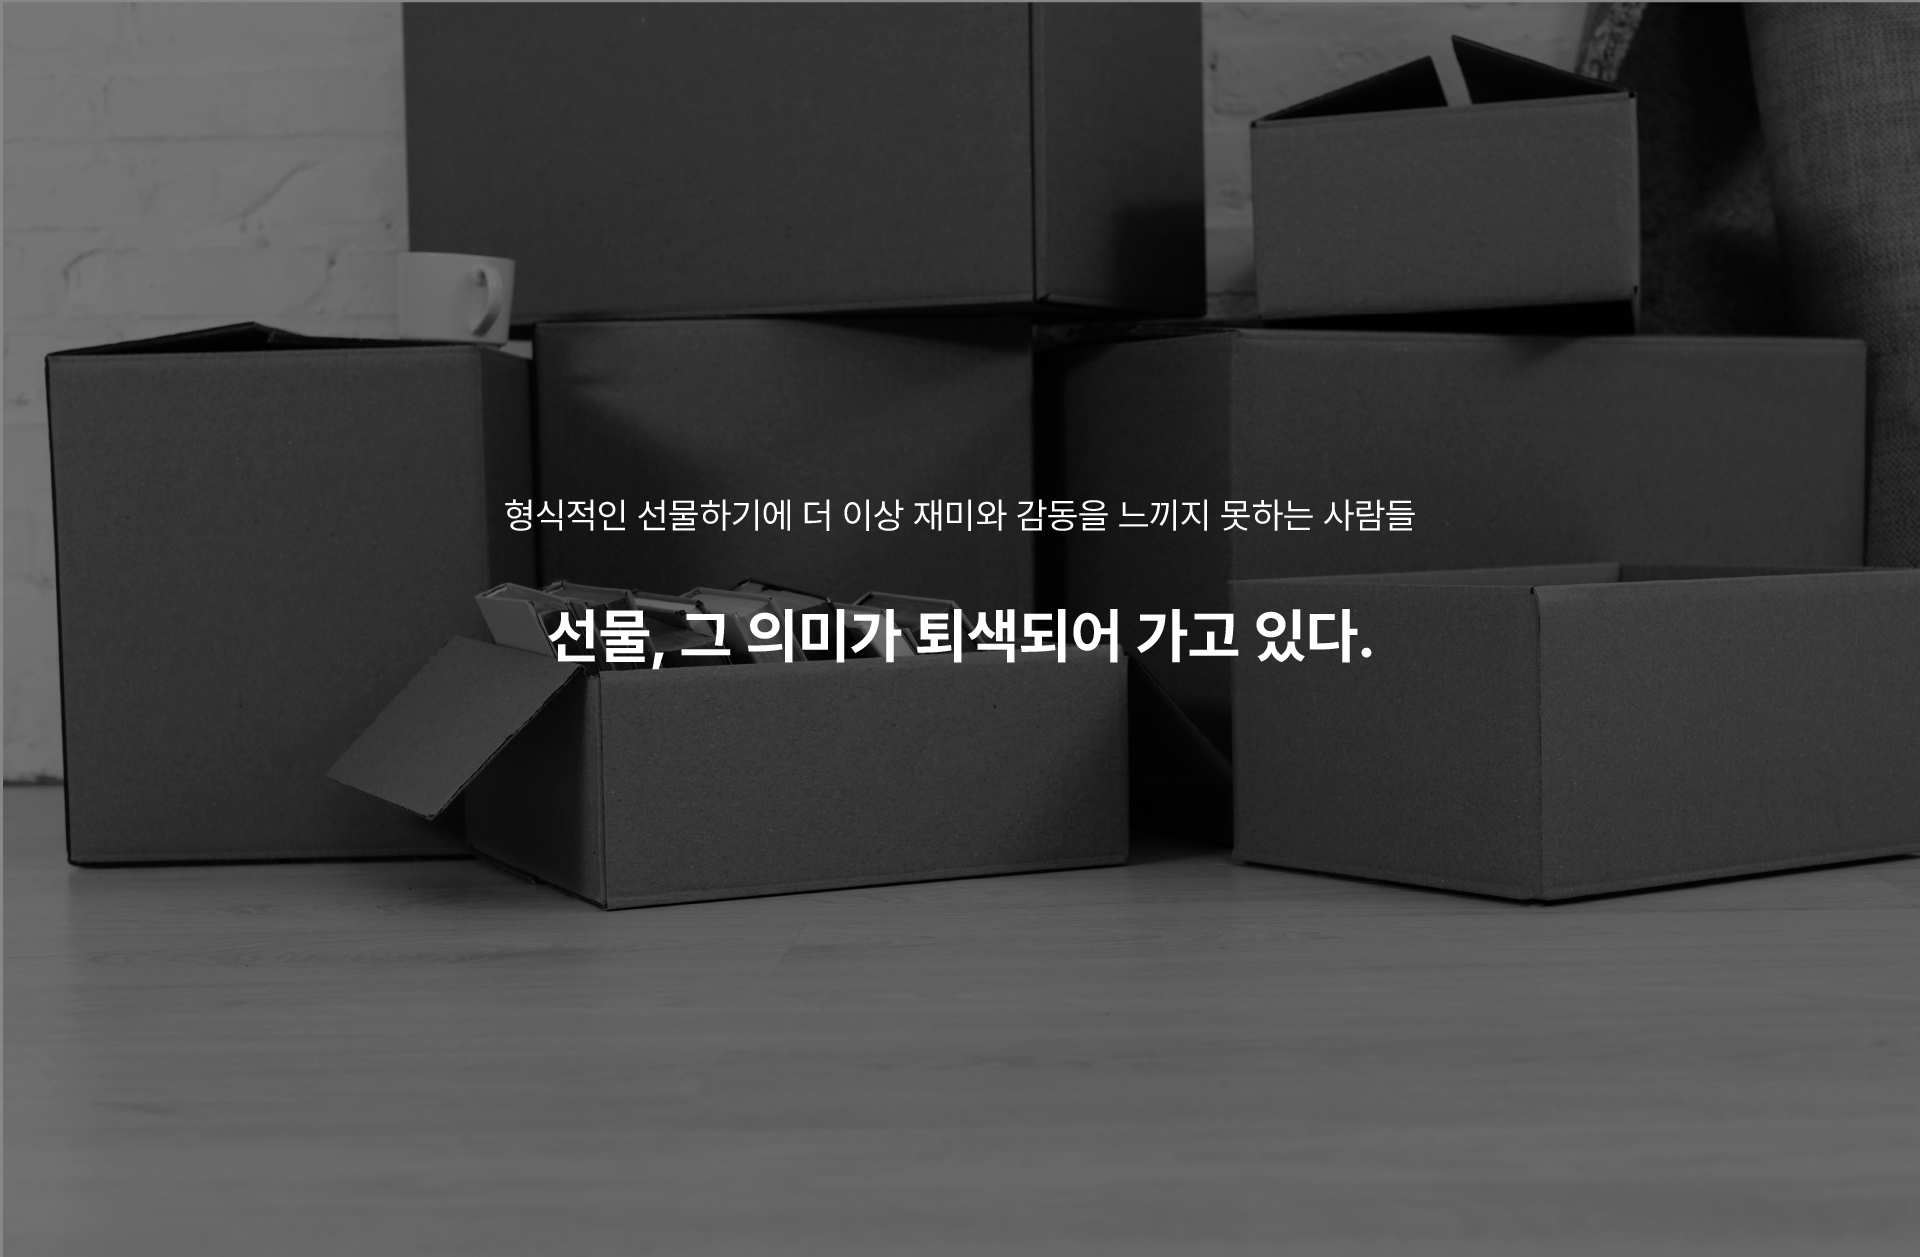 형식적인 선물하기에 더 이상 재미와 감동을 느끼지 못하는 사람들
선물, 그 의미가 퇴색되어 가고 있다.